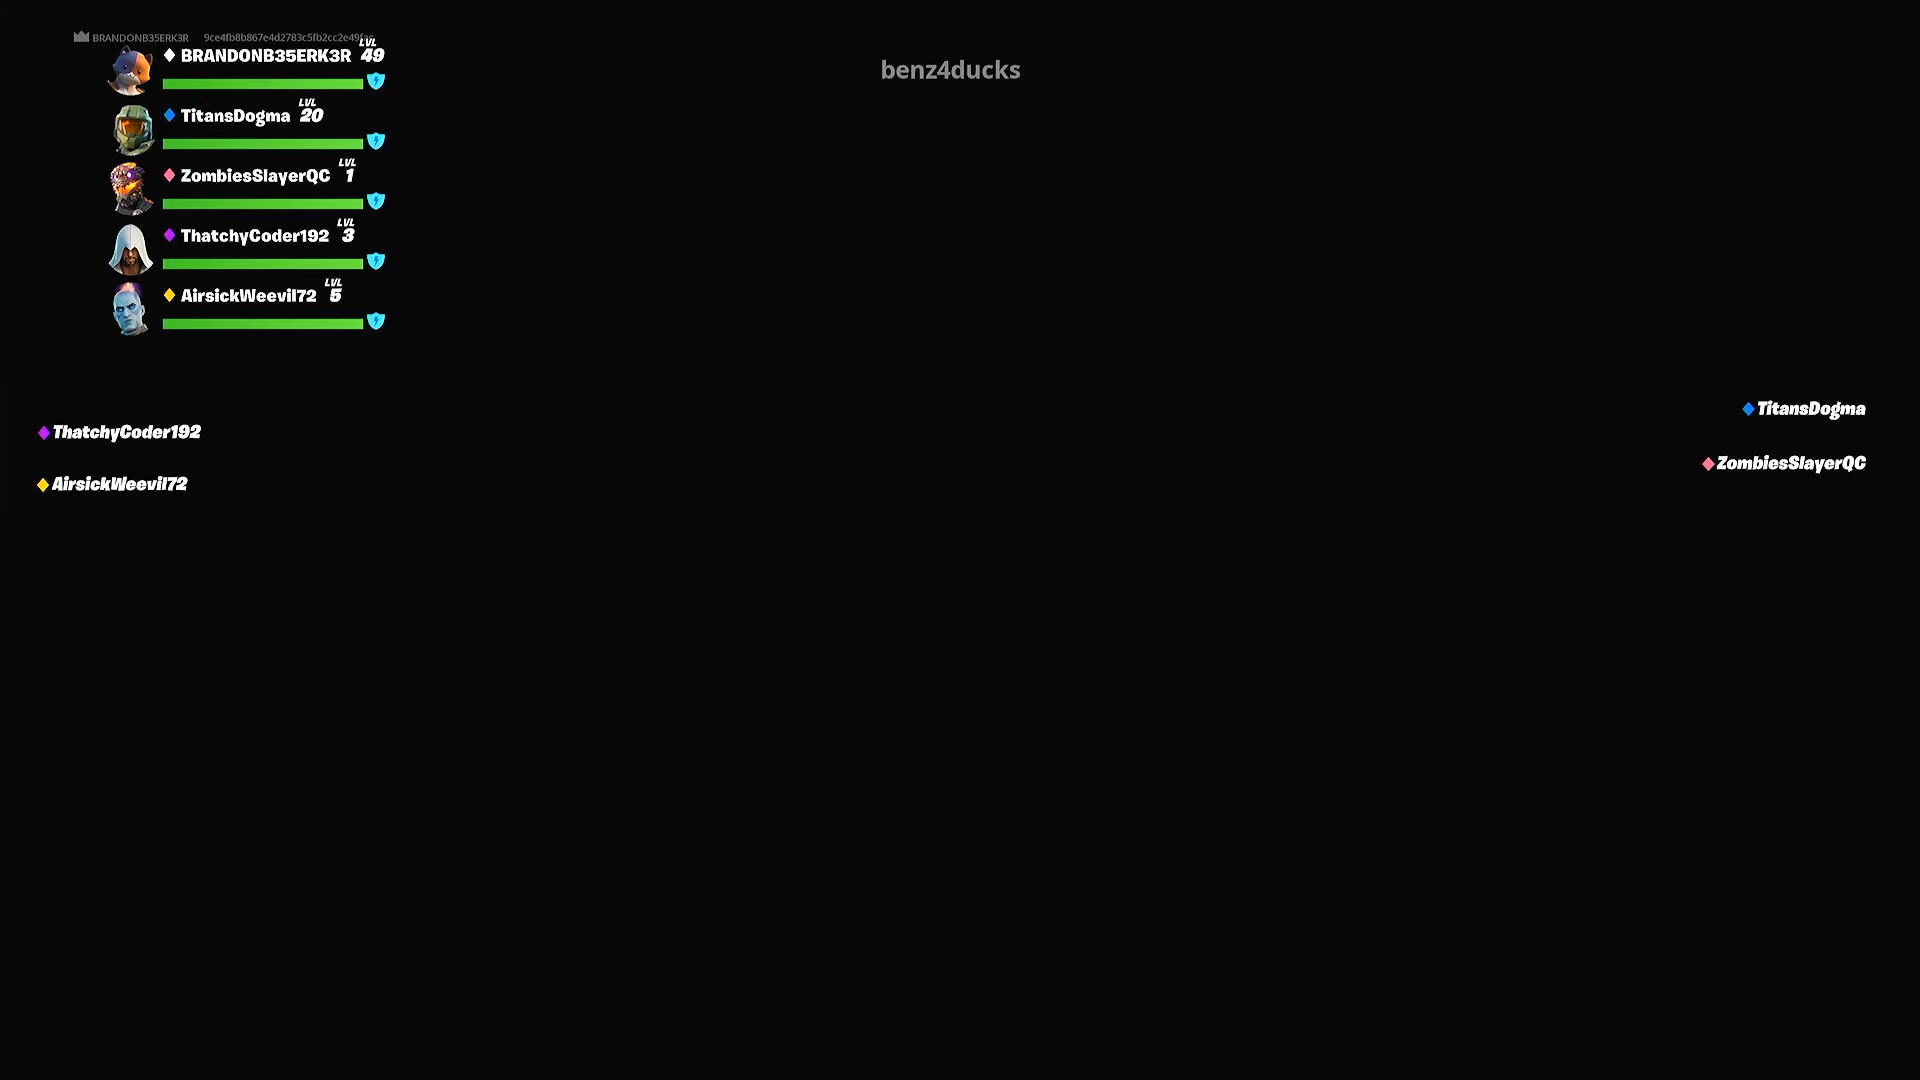 BRANDONB35ERK3R
BRANDONB35ERK3R LVL 49
benz4ducks
TitansDogma LVL 20
ZombiesSlayerQC LVL 1
ThatchyCoder192 LVL 3
AirsickWeevil72 LVL 5
TitansDogma
ThatchyCoder192
ZombiesSlayerQC
AirsickWeevil72